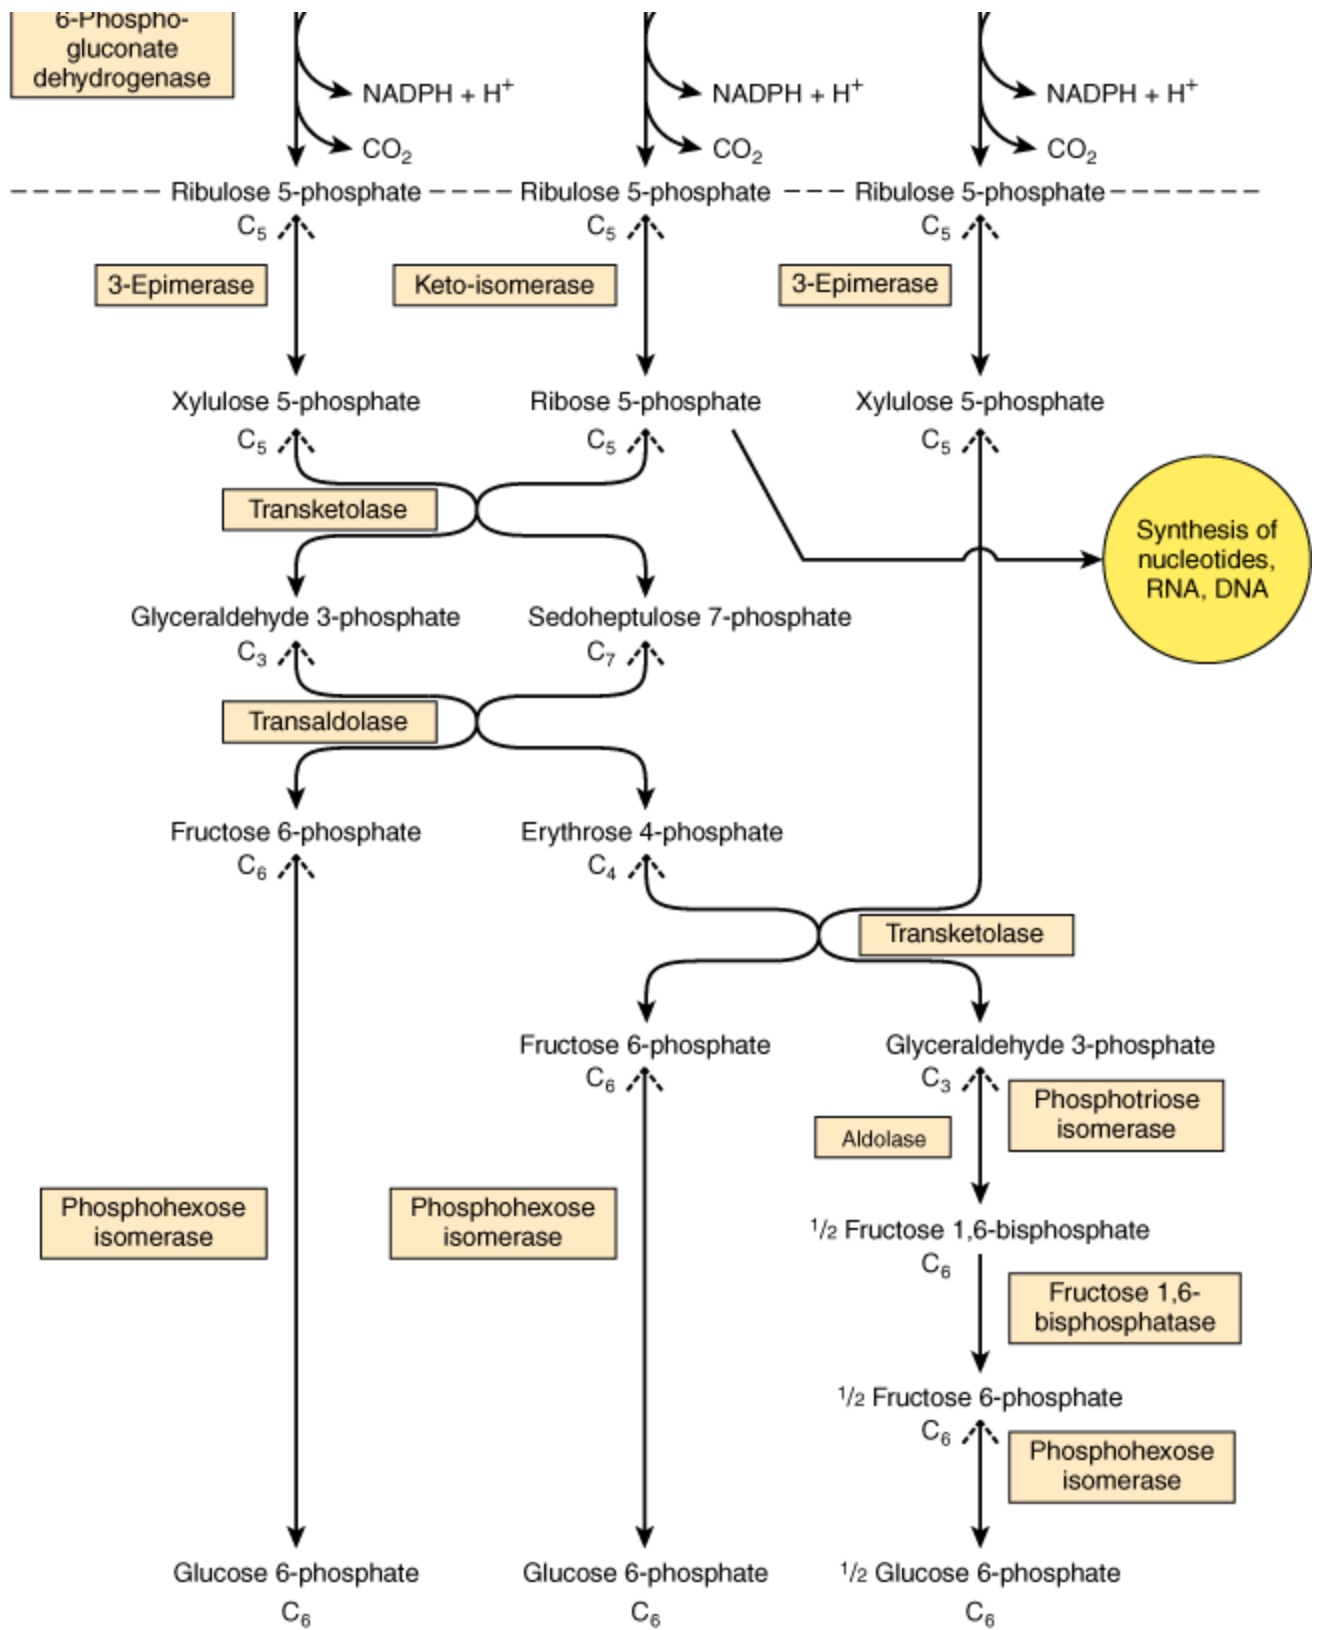 6-Phospho-
gluconate
dehydrogenase
NADPH + H⁺ NADPH + H⁺ NADPH + H⁺
CO₂ CO₂ CO₂
Ribulose 5-phosphate Ribulose 5-phosphate Ribulose 5-phosphate
C₅ C₅ C₅
3-Epimerase Keto-isomerase 3-Epimerase
Xylulose 5-phosphate Ribose 5-phosphate Xylulose 5-phosphate
C₅ C₅ C₅
Transketolase
Synthesis of
nucleotides,
RNA, DNA
Glyceraldehyde 3-phosphate Sedoheptulose 7-phosphate
C₃ C₇
Transaldolase
Fructose 6-phosphate Erythrose 4-phosphate
C₆ C₄
Transketolase
Fructose 6-phosphate Glyceraldehyde 3-phosphate
C₆ C₃
Phosphotriose
isomerase
Aldolase
Phosphohexose
isomerase
Phosphohexose
isomerase
1/2 Fructose 1,6-bisphosphate
C₆
Fructose 1,6-
bisphosphatase
1/2 Fructose 6-phosphate
C₆
Phosphohexose
isomerase
Glucose 6-phosphate Glucose 6-phosphate 1/2 Glucose 6-phosphate
C₆ C₆ C₆